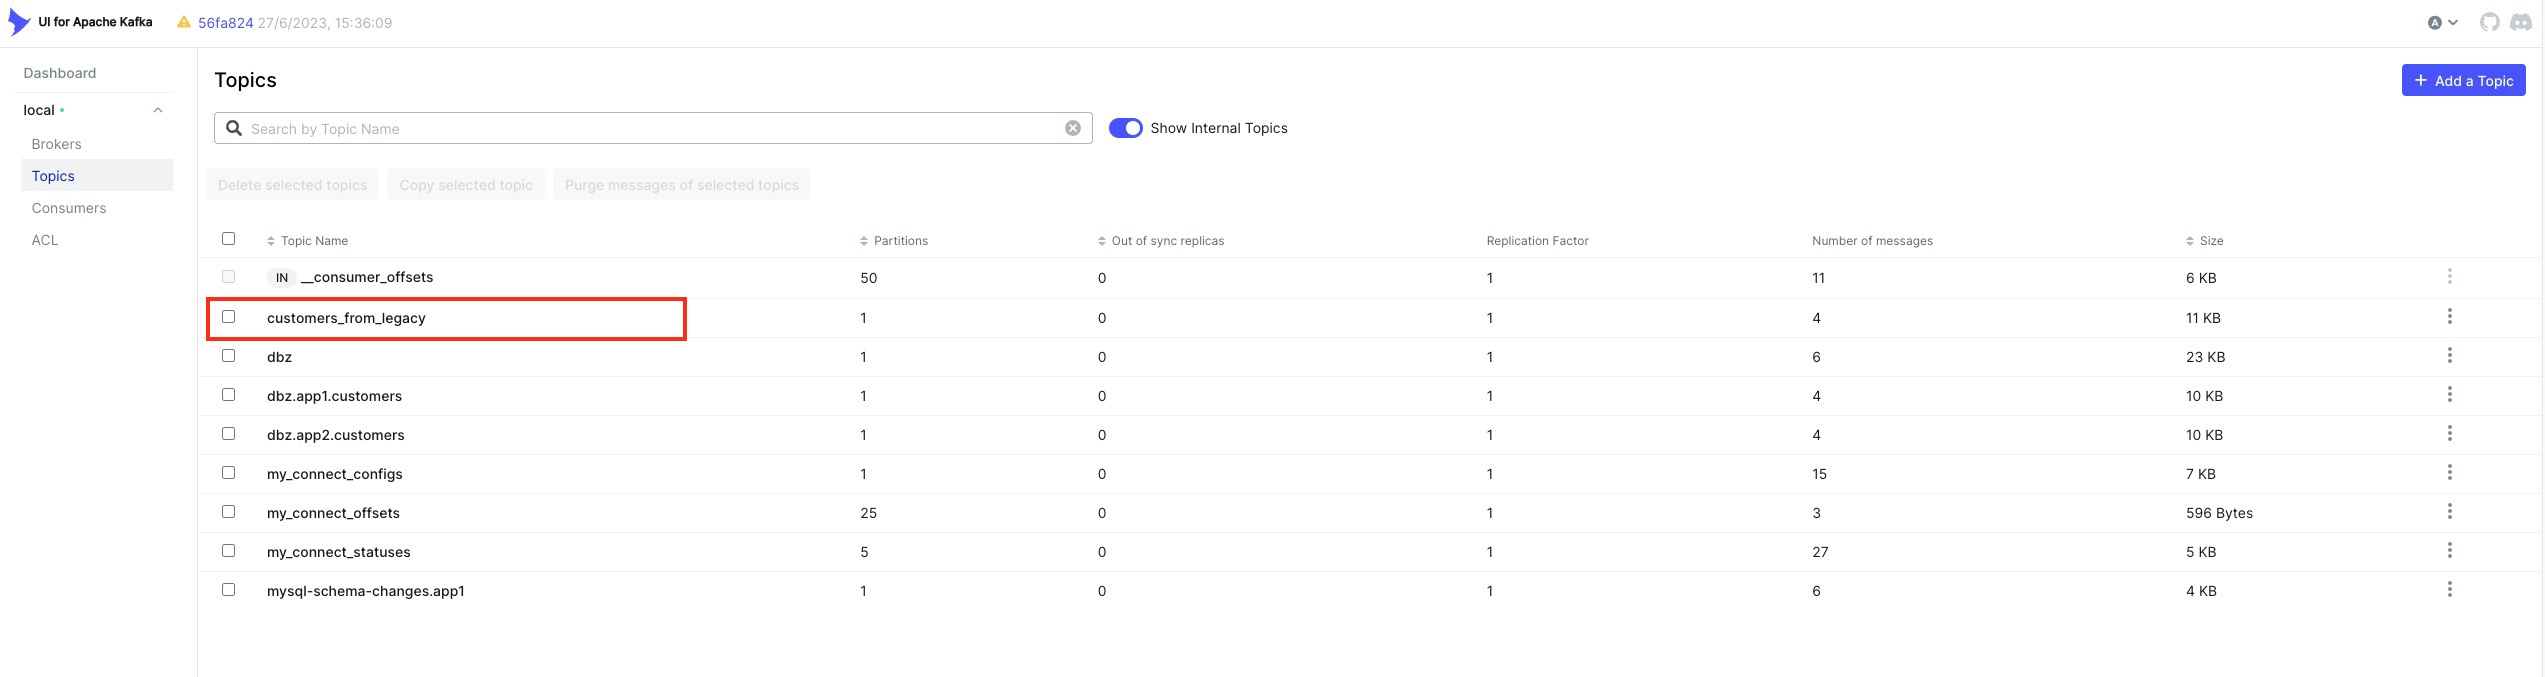 UI for Apache Kafka 56fa824 27/6/2023, 15:36:09 A
Dashboard
local
Brokers
Topics
Consumers
ACL
Topics
+ Add a Topic
Search by Topic Name
Show Internal Topics
Delete selected topics Copy selected topic Purge messages of selected topics
Topic Name Partitions Out of sync replicas Replication Factor Number of messages Size
IN __consumer_offsets 50 0 1 11 6 KB
customers_from_legacy 1 0 1 4 11 KB
dbz 1 0 1 6 23 KB
dbz.app1.customers 1 0 1 4 10 KB
dbz.app2.customers 1 0 1 4 10 KB
my_connect_configs 1 0 1 15 7 KB
my_connect_offsets 25 0 1 3 596 Bytes
my_connect_statuses 5 0 1 27 5 KB
mysql-schema-changes.app1 1 0 1 6 4 KB